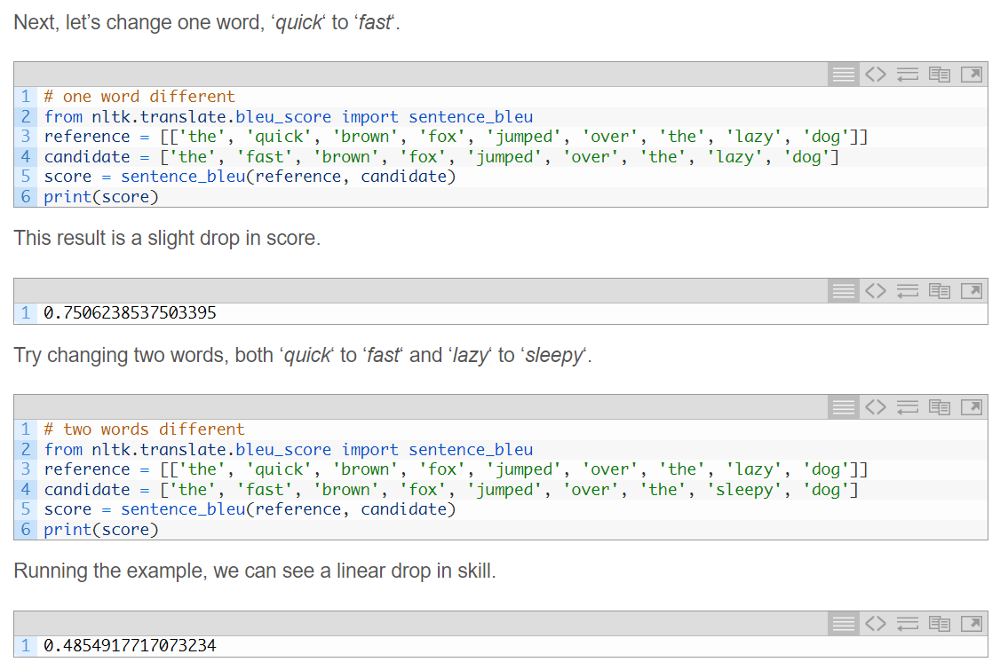 Next, let’s change one word, ‘quick‘ to ‘fast‘.
1 # one word different
2 from nltk.translate.bleu_score import sentence_bleu
3 reference = [['the', 'quick', 'brown', 'fox', 'jumped', 'over', 'the', 'lazy', 'dog']]
4 candidate = ['the', 'fast', 'brown', 'fox', 'jumped', 'over', 'the', 'lazy', 'dog']
5 score = sentence_bleu(reference, candidate)
6 print(score)
This result is a slight drop in score.
1 0.7506238537503395
Try changing two words, both ‘quick‘ to ‘fast‘ and ‘lazy‘ to ‘sleepy‘.
1 # two words different
2 from nltk.translate.bleu_score import sentence_bleu
3 reference = [['the', 'quick', 'brown', 'fox', 'jumped', 'over', 'the', 'lazy', 'dog']]
4 candidate = ['the', 'fast', 'brown', 'fox', 'jumped', 'over', 'the', 'sleepy', 'dog']
5 score = sentence_bleu(reference, candidate)
6 print(score)
Running the example, we can see a linear drop in skill.
1 0.4854917717073234